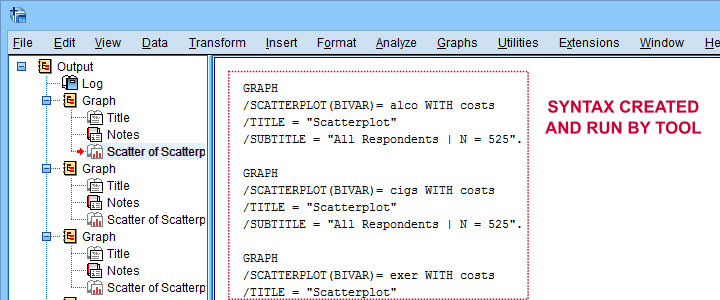 File Edit View Data Transform Insert Format Analyze Graphs Utilities Extensions Window
Output
Log
Graph
Title
Notes
Scatter of Scatterp
Graph
Title
Notes
Scatter of Scatterp
Graph
Title
Notes
Scatter of Scatterp
GRAPH
/SCATTERPLOT(BIVAR)= alco WITH costs
/TITLE = "Scatterplot"
/SUBTITLE = "All Respondents | N = 525".
GRAPH
/SCATTERPLOT(BIVAR)= cigs WITH costs
/TITLE = "Scatterplot"
/SUBTITLE = "All Respondents | N = 525".
GRAPH
/SCATTERPLOT(BIVAR)= exer WITH costs
/TITLE = "Scatterplot"
SYNTAX CREATED
AND RUN BY TOOL